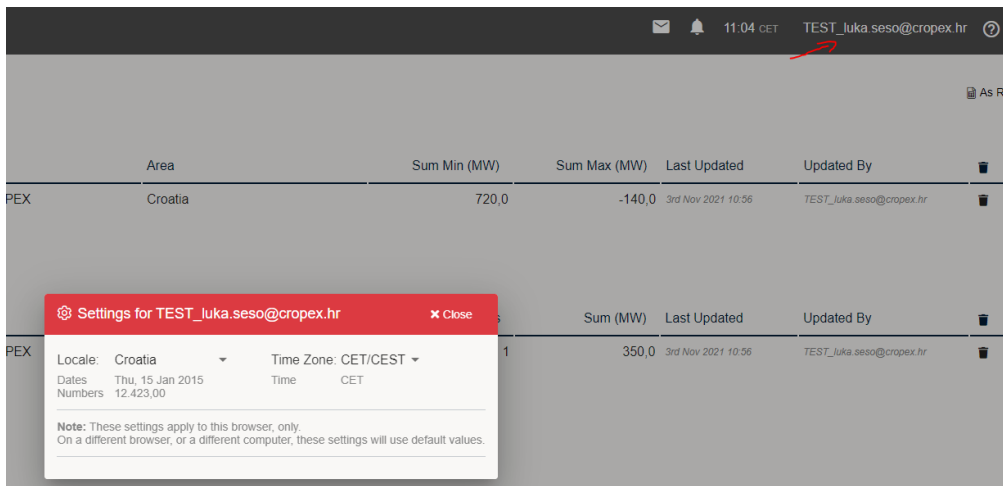 11:04 CET TEST_luka.seso@cropex.hr
As R
Area Sum Min (MW) Sum Max (MW) Last Updated Updated By
PEX Croatia 720,0 -140,0 3rd Nov 2021 10:56 TEST_luka.seso@cropex.hr
Settings for TEST_luka.seso@cropex.hr Close
s Sum (MW) Last Updated Updated By
PEX 1 350,0 3rd Nov 2021 10:56 TEST_luka.seso@cropex.hr
Locale: Croatia Time Zone: CET/CEST
Dates Thu, 15 Jan 2015 Time CET
Numbers 12.423,00
Note: These settings apply to this browser, only.
On a different browser, or a different computer, these settings will use default values.